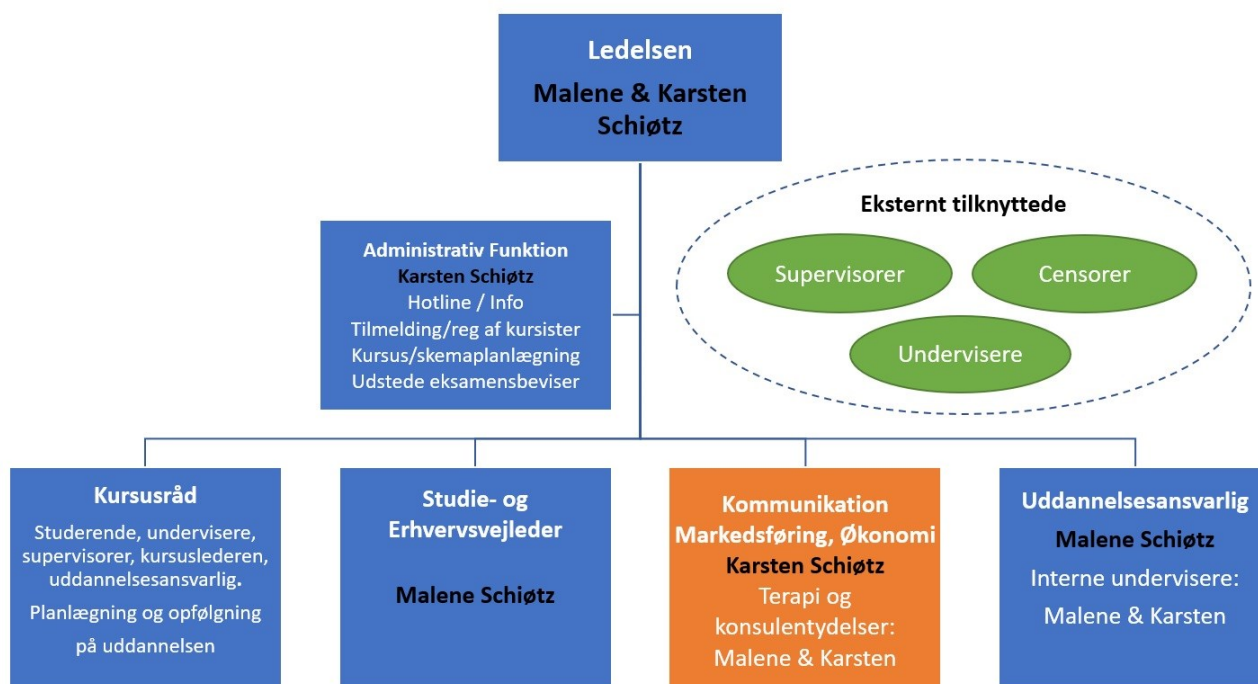 Ledelsen
Malene & Karsten
Schiøtz
Eksternt tilknyttede
Supervisorer
Censorer
Undervisere
Administrativ Funktion
Karsten Schiøtz
Hotline / Info
Tilmelding/reg af kursister
Kursus/skemaplanlægning
Udstede eksamensbeviser
Kursusråd
Studerende, undervisere,
supervisorer, kursuslederen,
uddannelsesansvarlig.
Planlægning og opfølgning
på uddannelsen
Studie- og
Erhvervsvejleder
Malene Schiøtz
Kommunikation
Markedsføring, Økonomi
Karsten Schiøtz
Terapi og
konsulentydelser:
Malene & Karsten
Uddannelsesansvarlig
Malene Schiøtz
Interne undervisere:
Malene & Karsten